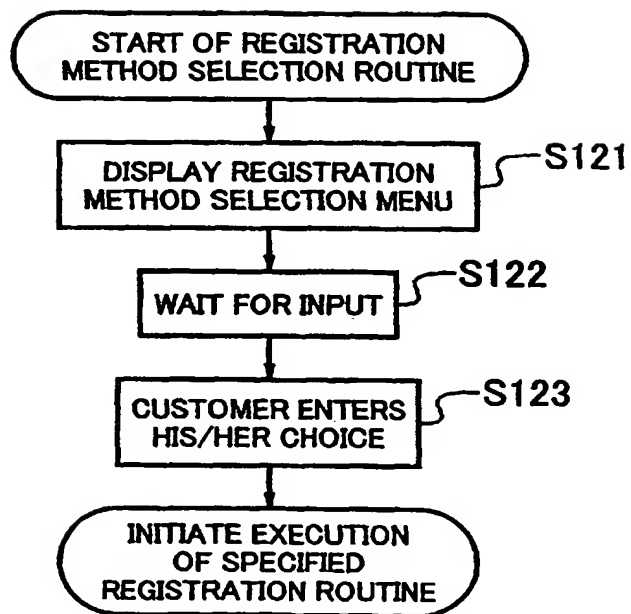 START OF REGISTRATION
METHOD SELECTION ROUTINE
DISPLAY REGISTRATION
METHOD SELECTION MENU
S121
WAIT FOR INPUT
S122
CUSTOMER ENTERS
HIS/HER CHOICE
S123
INITIATE EXECUTION
OF SPECIFIED
REGISTRATION ROUTINE